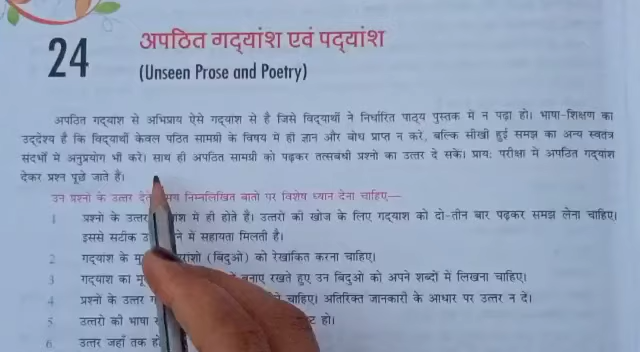 24
अपठित गद्यांश एवं पद्यांश
(Unseen Prose and Poetry)
अपठित गद्यांश से अभिप्राय ऐसे गद्यांश से है जिसे विद्यार्थी ने निर्धारित पाठ्य पुस्तक में न पढ़ा हो। भाषा-शिक्षण का
उद्देश्य है कि विद्यार्थी केवल पठित सामग्री के विषय में ही ज्ञान और बोध प्राप्त न करें, बल्कि सीखी हुई समझ का अन्य स्वतंत्र
संदर्भों में अनुप्रयोग भी करें। साथ ही अपठित सामग्री को पढ़कर तत्संबंधी प्रश्नों का उत्तर दे सकें। प्रायः परीक्षा में अपठित गद्यांश
देकर प्रश्न पूछे जाते हैं।
उन प्रश्नों के उत्तर देते निम्नलिखित बातों पर विशेष ध्यान देना चाहिए—
1 प्रश्नों के उत्तर में ही होते हैं। उत्तरों की खोज के लिए गद्यांश को दो-तीन बार पढ़कर समझ लेना चाहिए।
इससे सटीक में सहायता मिलती है।
2 गद्यांश के (बिंदुओं) को रेखांकित करना चाहिए।
3 गद्यांश का बनाए रखते हुए उन बिंदुओं को अपने शब्दों में लिखना चाहिए।
4 प्रश्नों के उत्तर चाहिए। अतिरिक्त जानकारी के आधार पर उत्तर न दें।
5 उत्तरों की भाषा हो।
6 उत्तर जहाँ तक